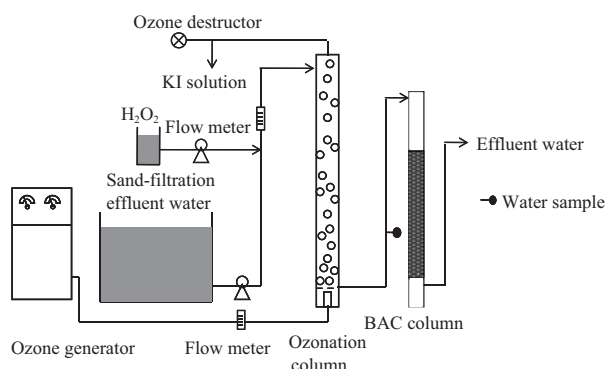 Ozone destructor
KI solution
H₂O₂
Flow meter
Sand-filtration
effluent water
Effluent water
Water sample
BAC column
Ozone generator
Flow meter
Ozonation
column